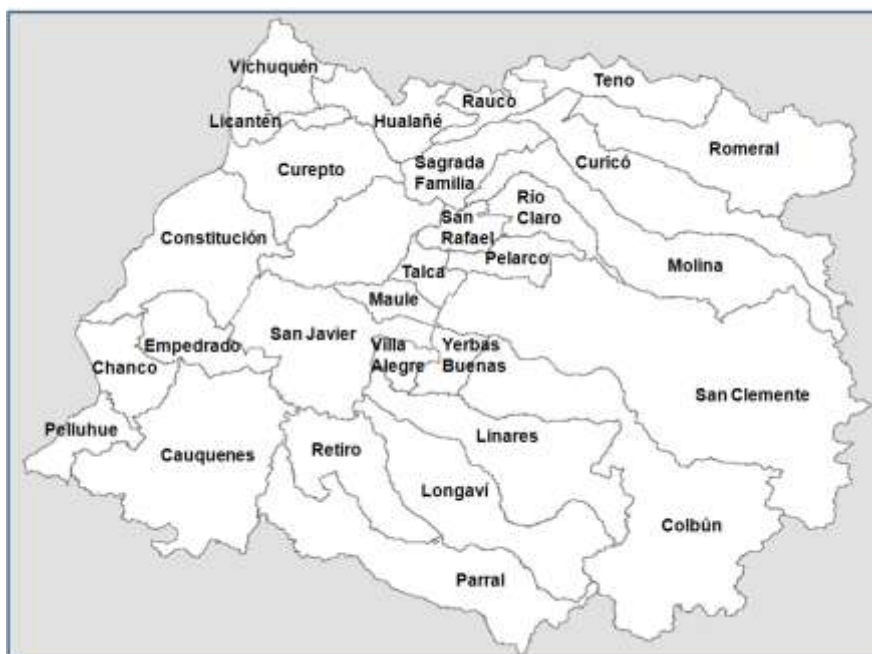 Vichuquén
Teno
Rauco
Licantén
Hualañé
Romeral
Curepto
Sagrada
Familia
Curicó
Río
Claro
San
Rafael
Constitución
Pelarco
Molina
Talca
Maule
San Javier
Empedrado
Villa
Alegre
Yerbas
Buenas
Chanco
San Clemente
Pelluhue
Cauquenes
Retiro
Linares
Longaví
Colbún
Parral